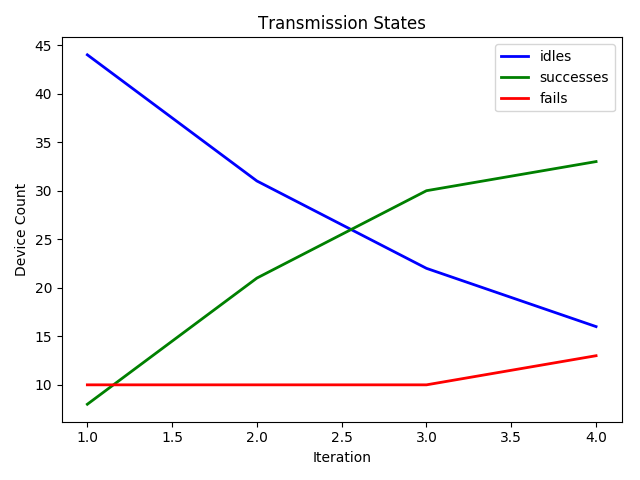 Transmission States
45
40
35
30
25
20
15
10
Device Count
idles
successes
fails
1.0 1.5 2.0 2.5 3.0 3.5 4.0
Iteration